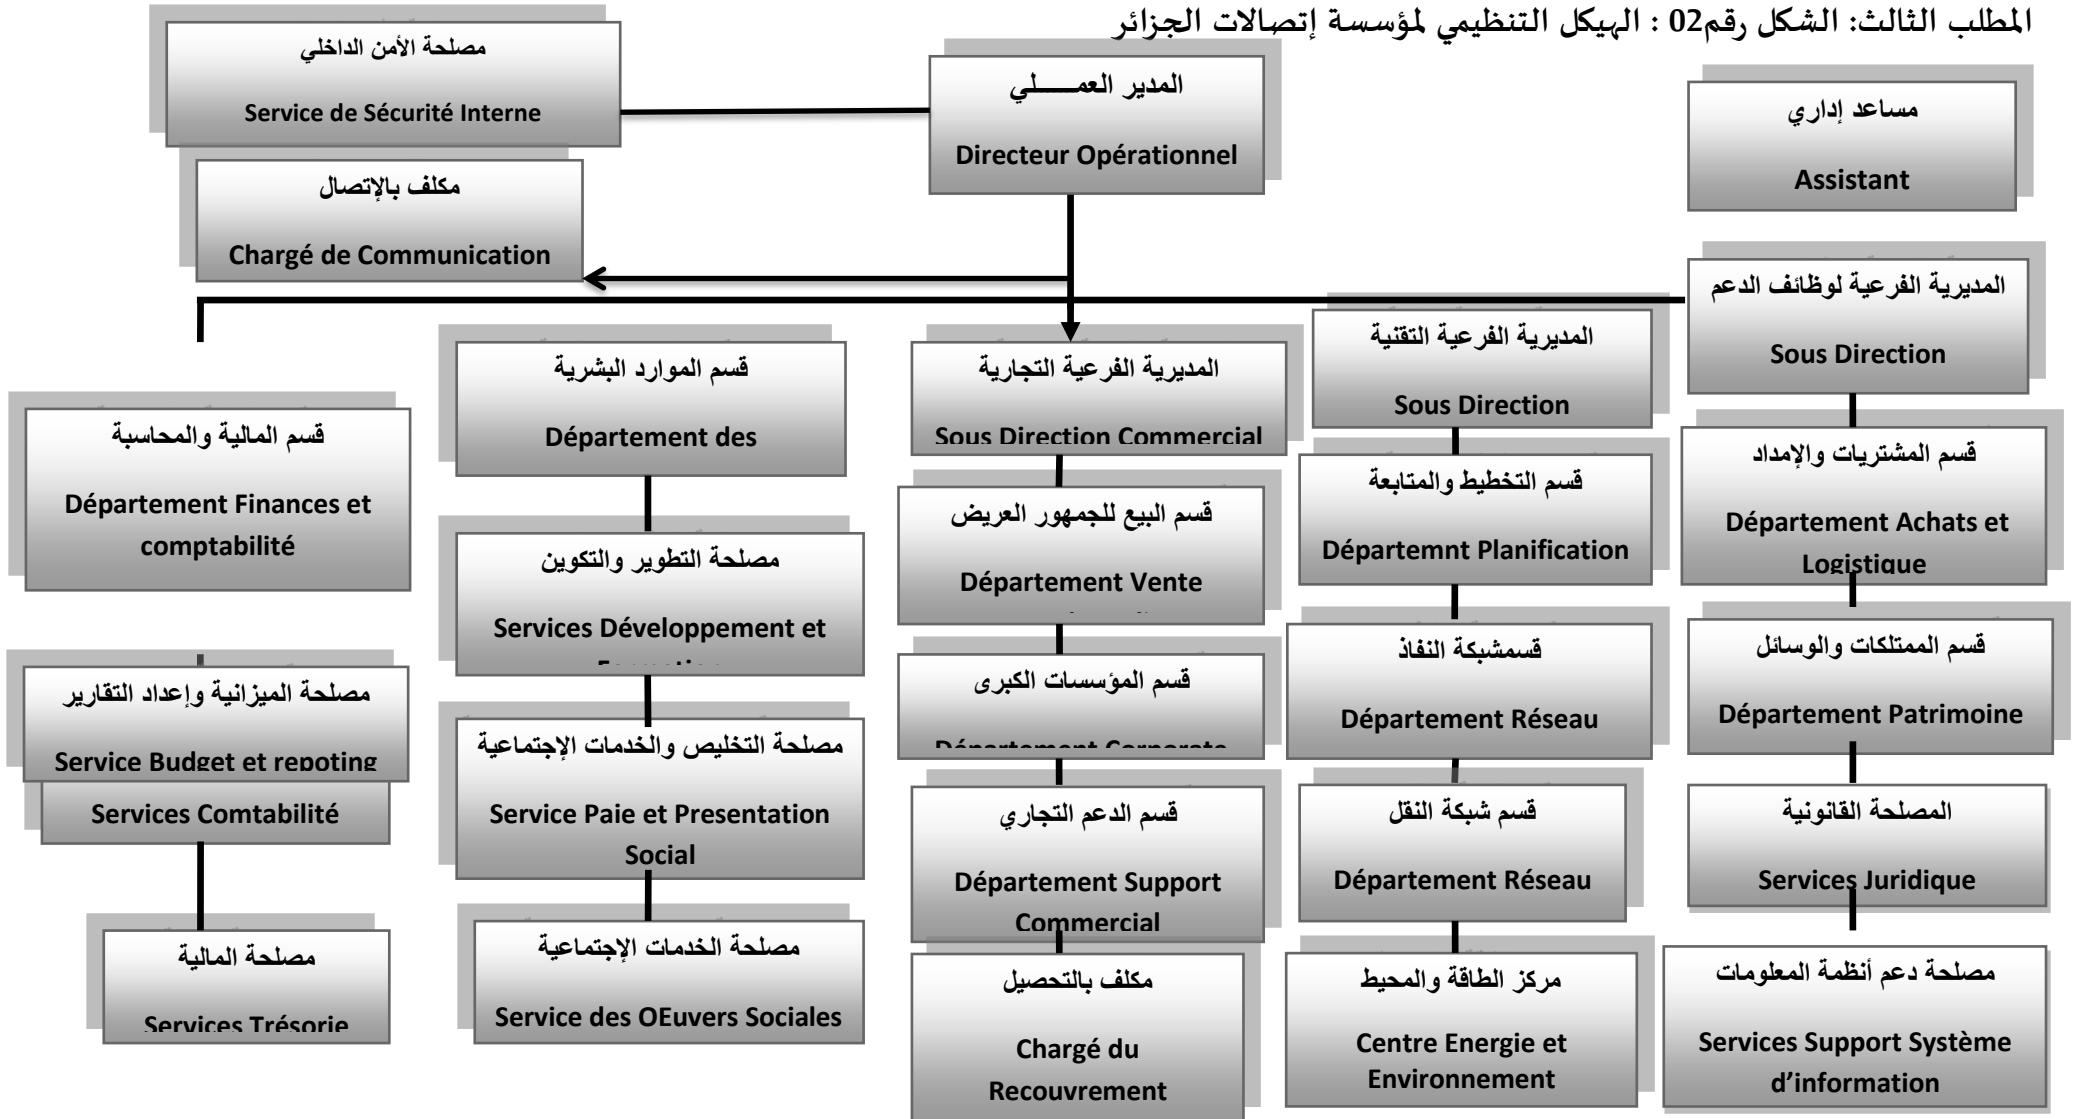 المطلب الثالث: الشكل رقم02 : الهيكل التنظيمي لمؤسسة إتصالات الجزائر
مصلحة الأمن الداخلي
Service de Sécurité Interne
المدير العمـــــلي
Directeur Opérationnel
مساعد إداري
Assistant
مكلف بالإتصال
Chargé de Communication
المديرية الفرعية لوظائف الدعم
Sous Direction
المديرية الفرعية التقنية
Sous Direction
المديرية الفرعية التجارية
Sous Direction Commercial
قسم الموارد البشرية
Département des
قسم المالية والمحاسبة
Département Finances et
comptabilité
قسم المشتريات والإمداد
Département Achats et
Logistique
قسم التخطيط والمتابعة
Départemnt Planification
قسم البيع للجمهور العريض
Département Vente
مصلحة التطوير والتكوين
Services Développement et
Formation
قسم الممتلكات والوسائل
Département Patrimoine
قسمشبكة النفاذ
Département Réseau
قسم المؤسسات الكبرى
Département Corporate
مصلحة التخليص والخدمات الإجتماعية
Service Paie et Presentation
Social
مصلحة الميزانية وإعداد التقارير
Service Budget et repoting
Services Comtabilité
المصلحة القانونية
Services Juridique
قسم شبكة النقل
Département Réseau
قسم الدعم التجاري
Département Support
Commercial
مصلحة الخدمات الإجتماعية
Service des OEuvers Sociales
مصلحة المالية
Services Trésorie
مصلحة دعم أنظمة المعلومات
Services Support Système
d’information
مركز الطاقة والمحيط
Centre Energie et
Environnement
مكلف بالتحصيل
Chargé du
Recouvrement